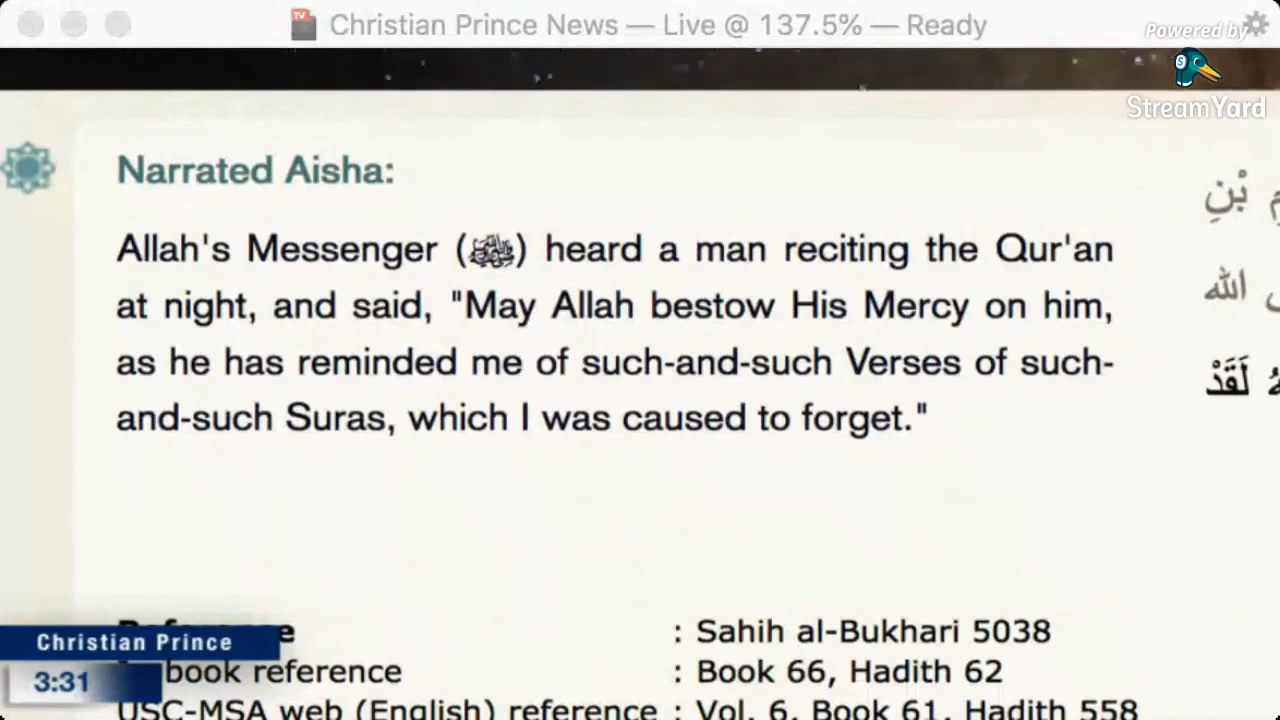 Christian Prince News — Live @ 137.5% — Ready
Powered by
StreamYard
Narrated Aisha:
Allah's Messenger (ﷺ) heard a man reciting the Qur'an
at night, and said, "May Allah bestow His Mercy on him,
as he has reminded me of such-and-such Verses of such-
and-such Suras, which I was caused to forget."
بْنِ
الله
لَقَدْ
: Sahih al-Bukhari 5038
book reference : Book 66, Hadith 62
USC-MSA web (English) reference : Vol. 6, Book 61, Hadith 558
Christian Prince
3:31